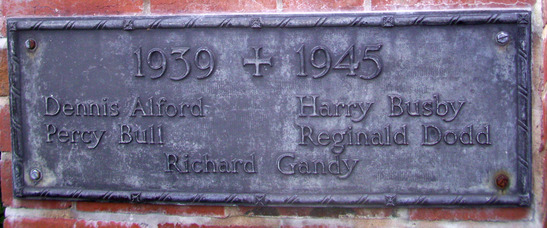 1939 + 1945
Dennis Alford Harry Busby
Percy Bull Reginald Dodd
Richard Gandy